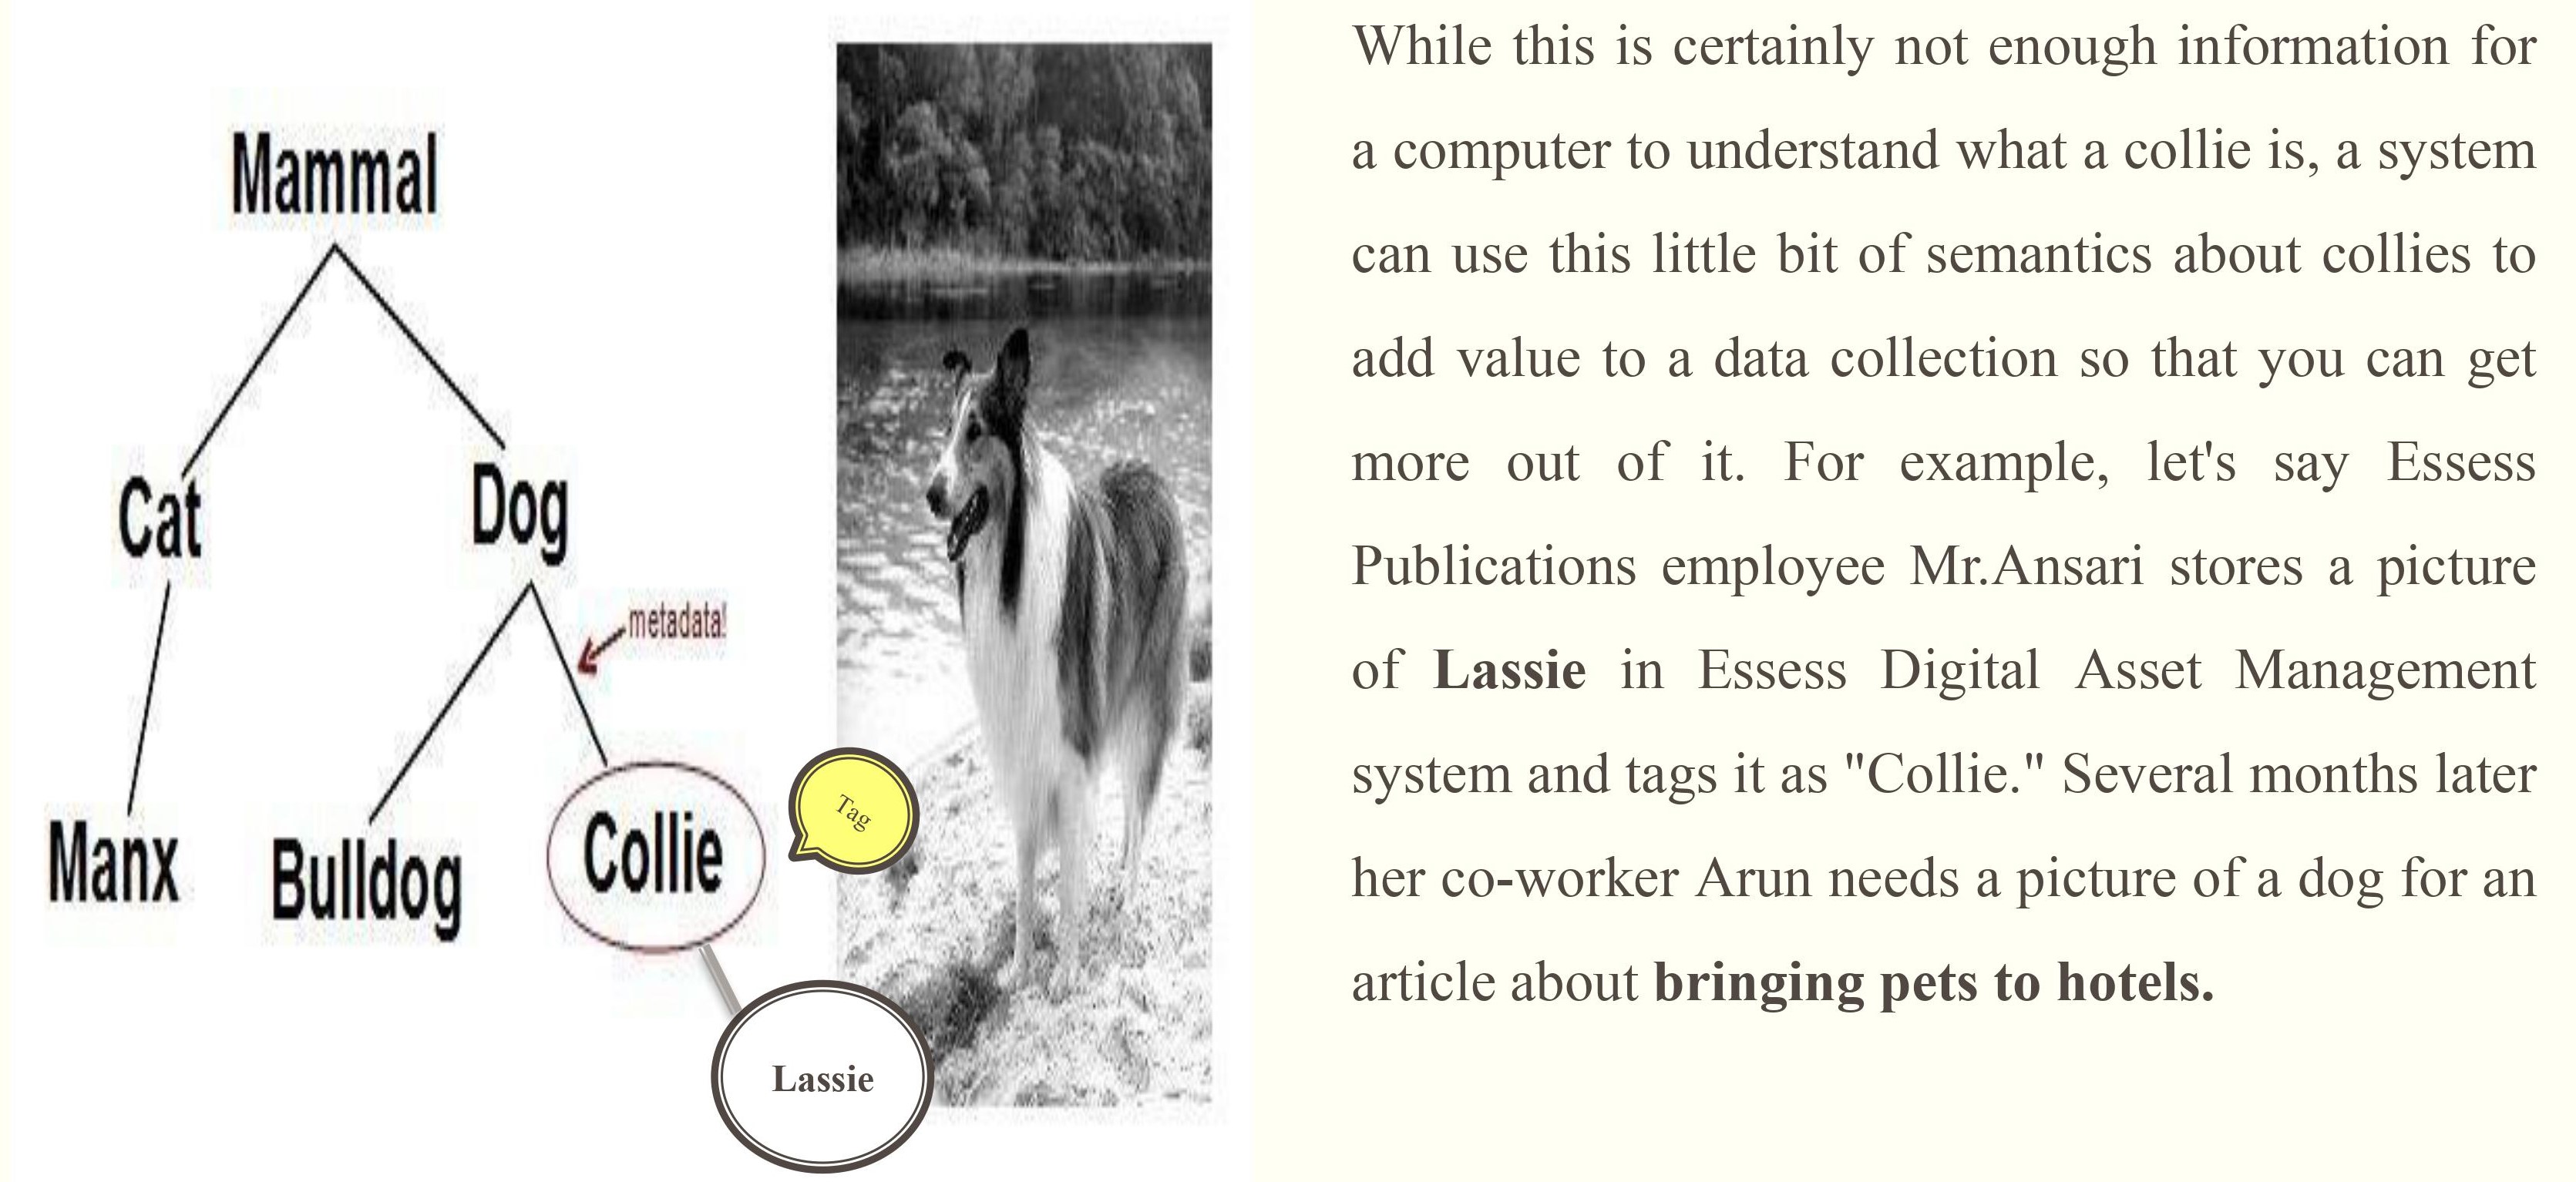 Mammal
Cat
Dog
metadata!
Manx
Bulldog
Collie
Tag
Lassie
While this is certainly not enough information for
a computer to understand what a collie is, a system
can use this little bit of semantics about collies to
add value to a data collection so that you can get
more out of it. For example, let's say Essess
Publications employee Mr.Ansari stores a picture
of Lassie in Essess Digital Asset Management
system and tags it as "Collie." Several months later
her co-worker Arun needs a picture of a dog for an
article about bringing pets to hotels.